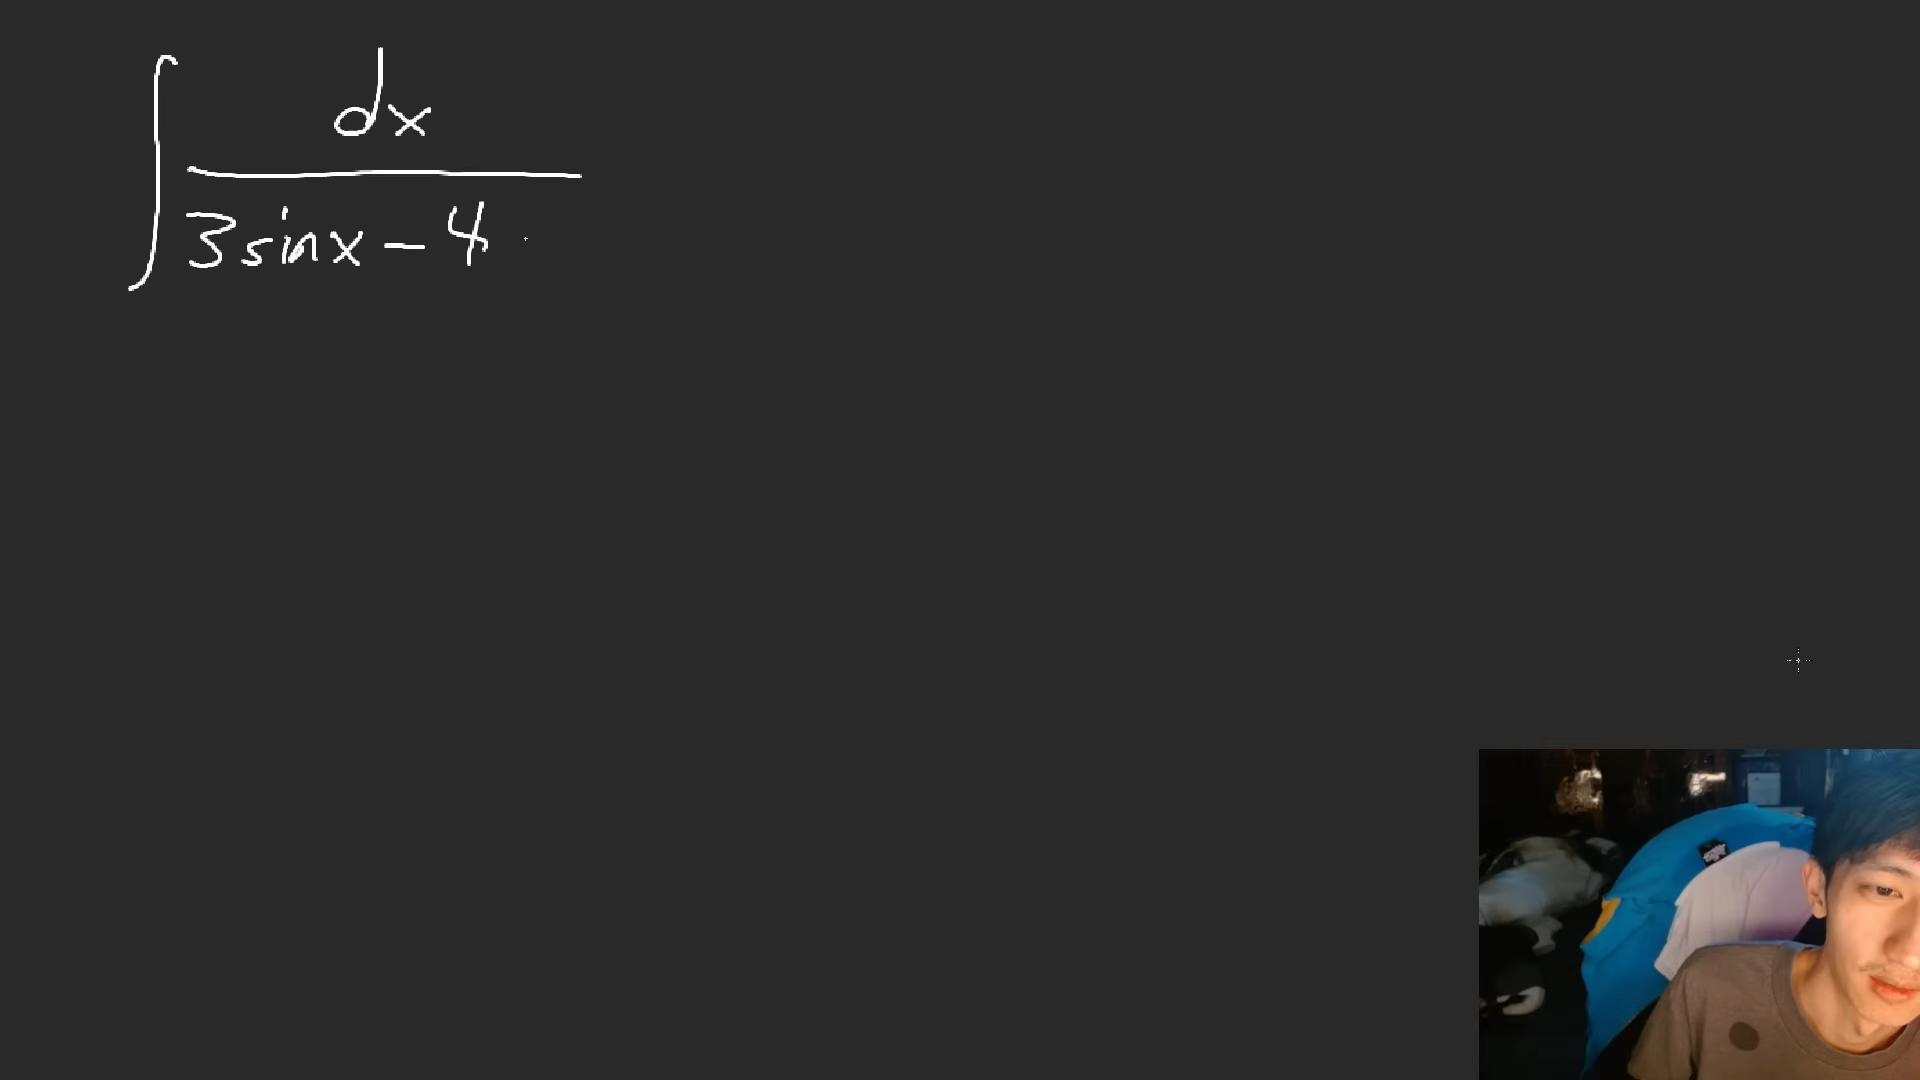 ∫ dx
3sinx - 4